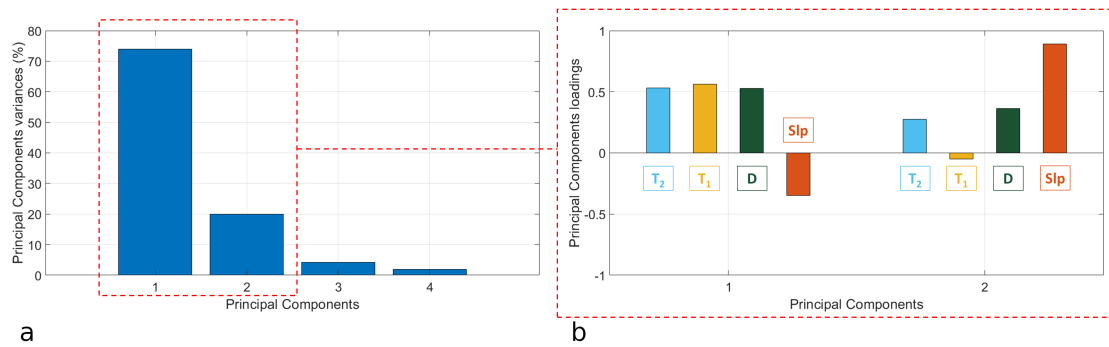 Principal Components variances (%)
80
70
60
50
40
30
20
10
0
1 2 3 4
Principal Components
a
Principal Components loadings
1
0.5
0
-0.5
-1
Slp
T₂ T₁ D
T₂ T₁ D Slp
1 2
Principal Components
b